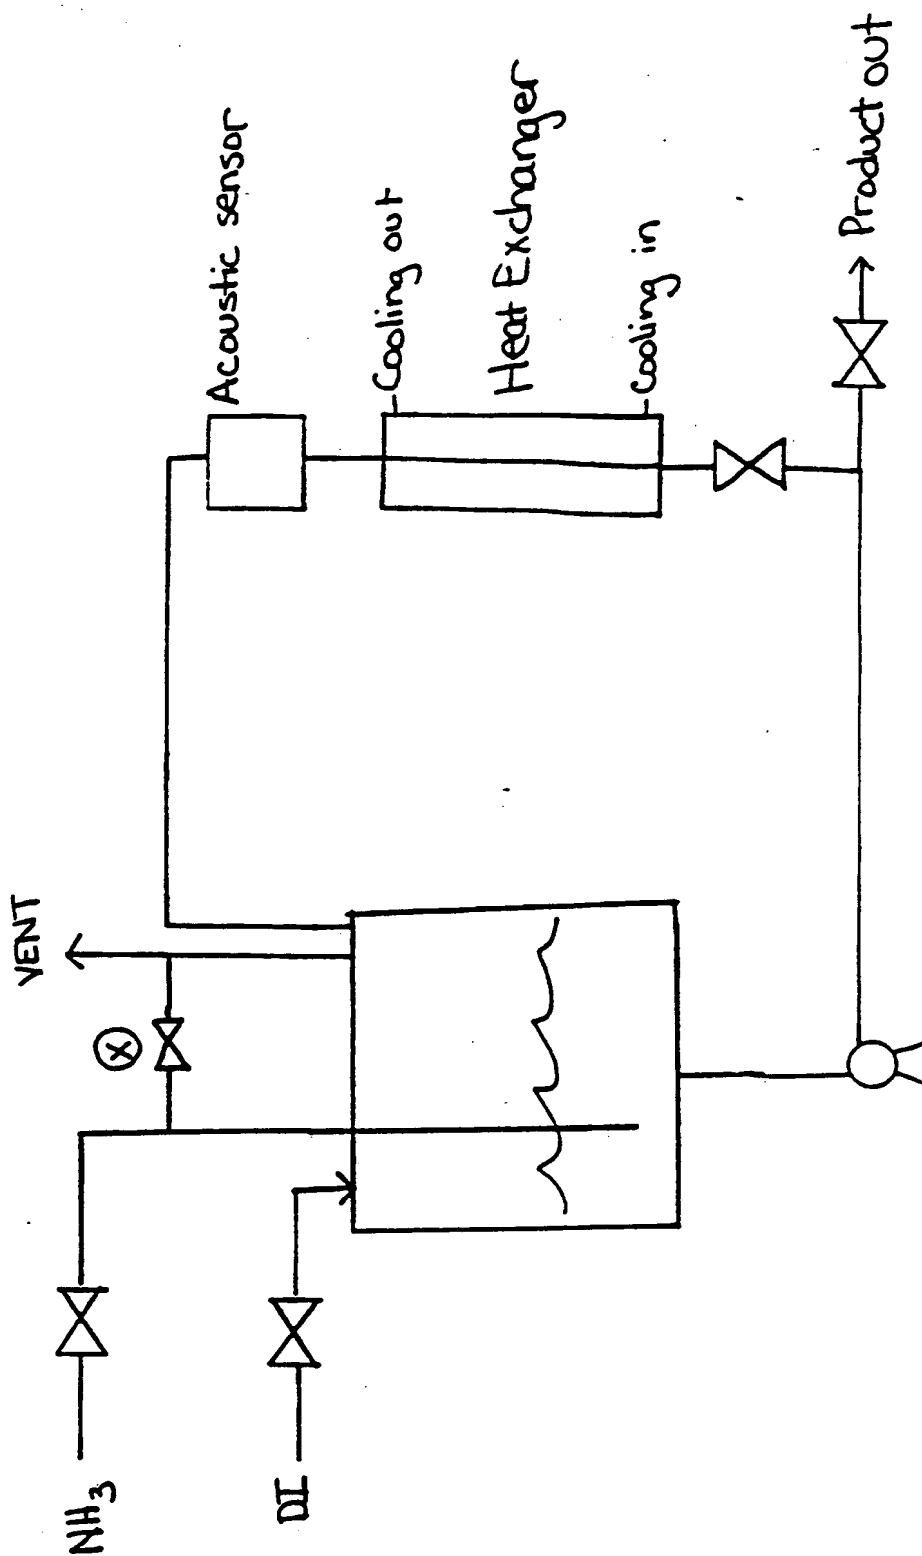 NH3
DI
VENT
X
Acoustic sensor
Cooling out
Heat Exchanger
Cooling in
Product out